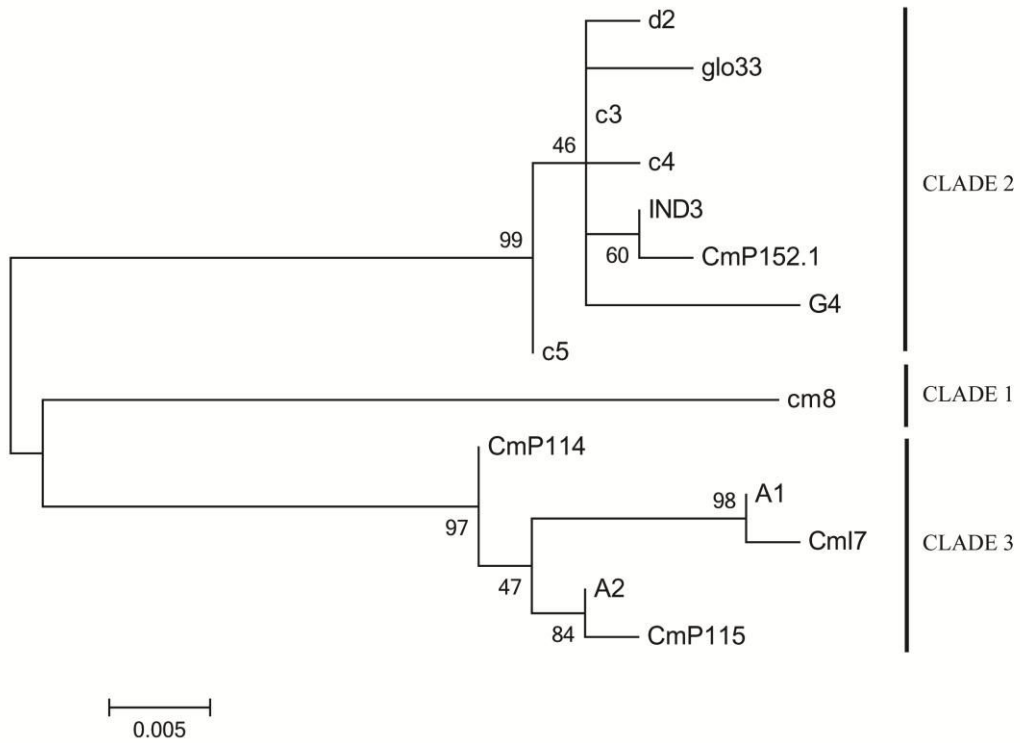 d2
glo33
c3
46
c4
CLADE 2
IND3
99
60
CmP152.1
G4
c5
cm8
CLADE 1
CmP114
98
A1
97
Cml7
CLADE 3
47
A2
84
CmP115
0.005